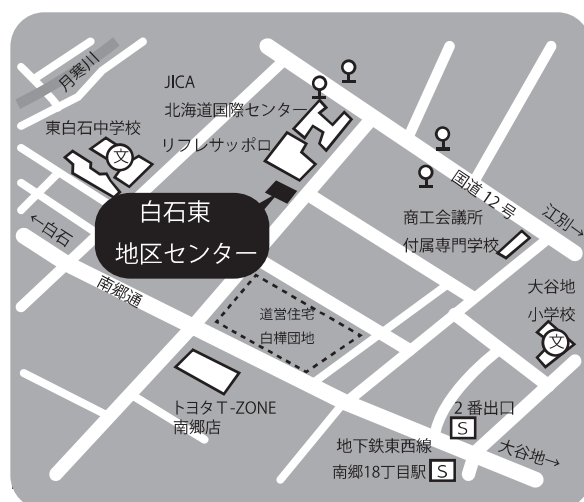 月寒川
JICA
北海道国際センター
東白石中学校
リフレサッポロ
文
白石東
地区センター
国道12号
江別→
商工会議所
付属専門学校
←白石
南郷通
大谷地
小学校
文
道営住宅
白樺団地
トヨタT-ZONE
南郷店
2番出口
S
地下鉄東西線
南郷18丁目駅
S
大谷地→